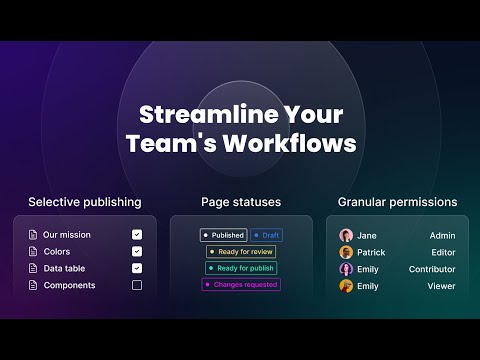 Streamline Your
Team's Workflows
Selective publishing
Our mission
Colors
Data table
Components
Page statuses
Published Draft
Ready for review
Ready for publish
Changes requested
Granular permissions
Jane Admin
Patrick Editor
Emily Contributor
Emily Viewer